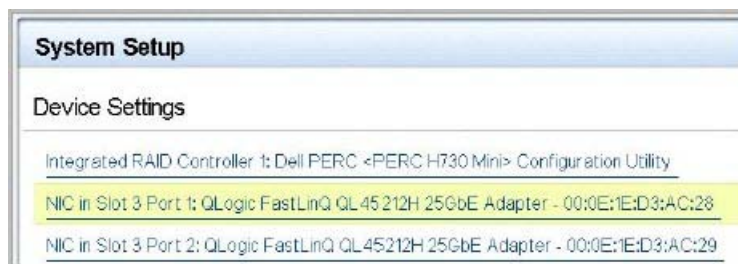 System Setup
Device Settings
Integrated RAID Controller 1: Dell PERC <PERC H730 Mini> Configuration Utility
NIC in Slot 3 Port 1: QLogic FastLinQ QL45212H 25GbE Adapter - 00:0E:1E:D3:AC:28
NIC in Slot 3 Port 2: QLogic FastLinQ QL45212H 25GbE Adapter - 00:0E:1E:D3:AC:29